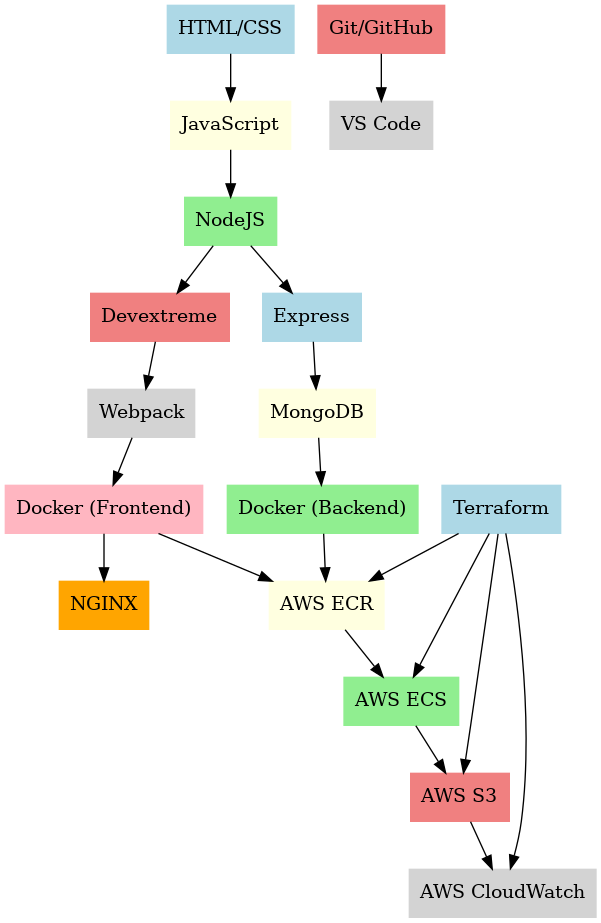 HTML/CSS
Git/GitHub
JavaScript
VS Code
NodeJS
Devextreme
Express
Webpack
MongoDB
Docker (Frontend)
Docker (Backend)
Terraform
NGINX
AWS ECR
AWS ECS
AWS S3
AWS CloudWatch